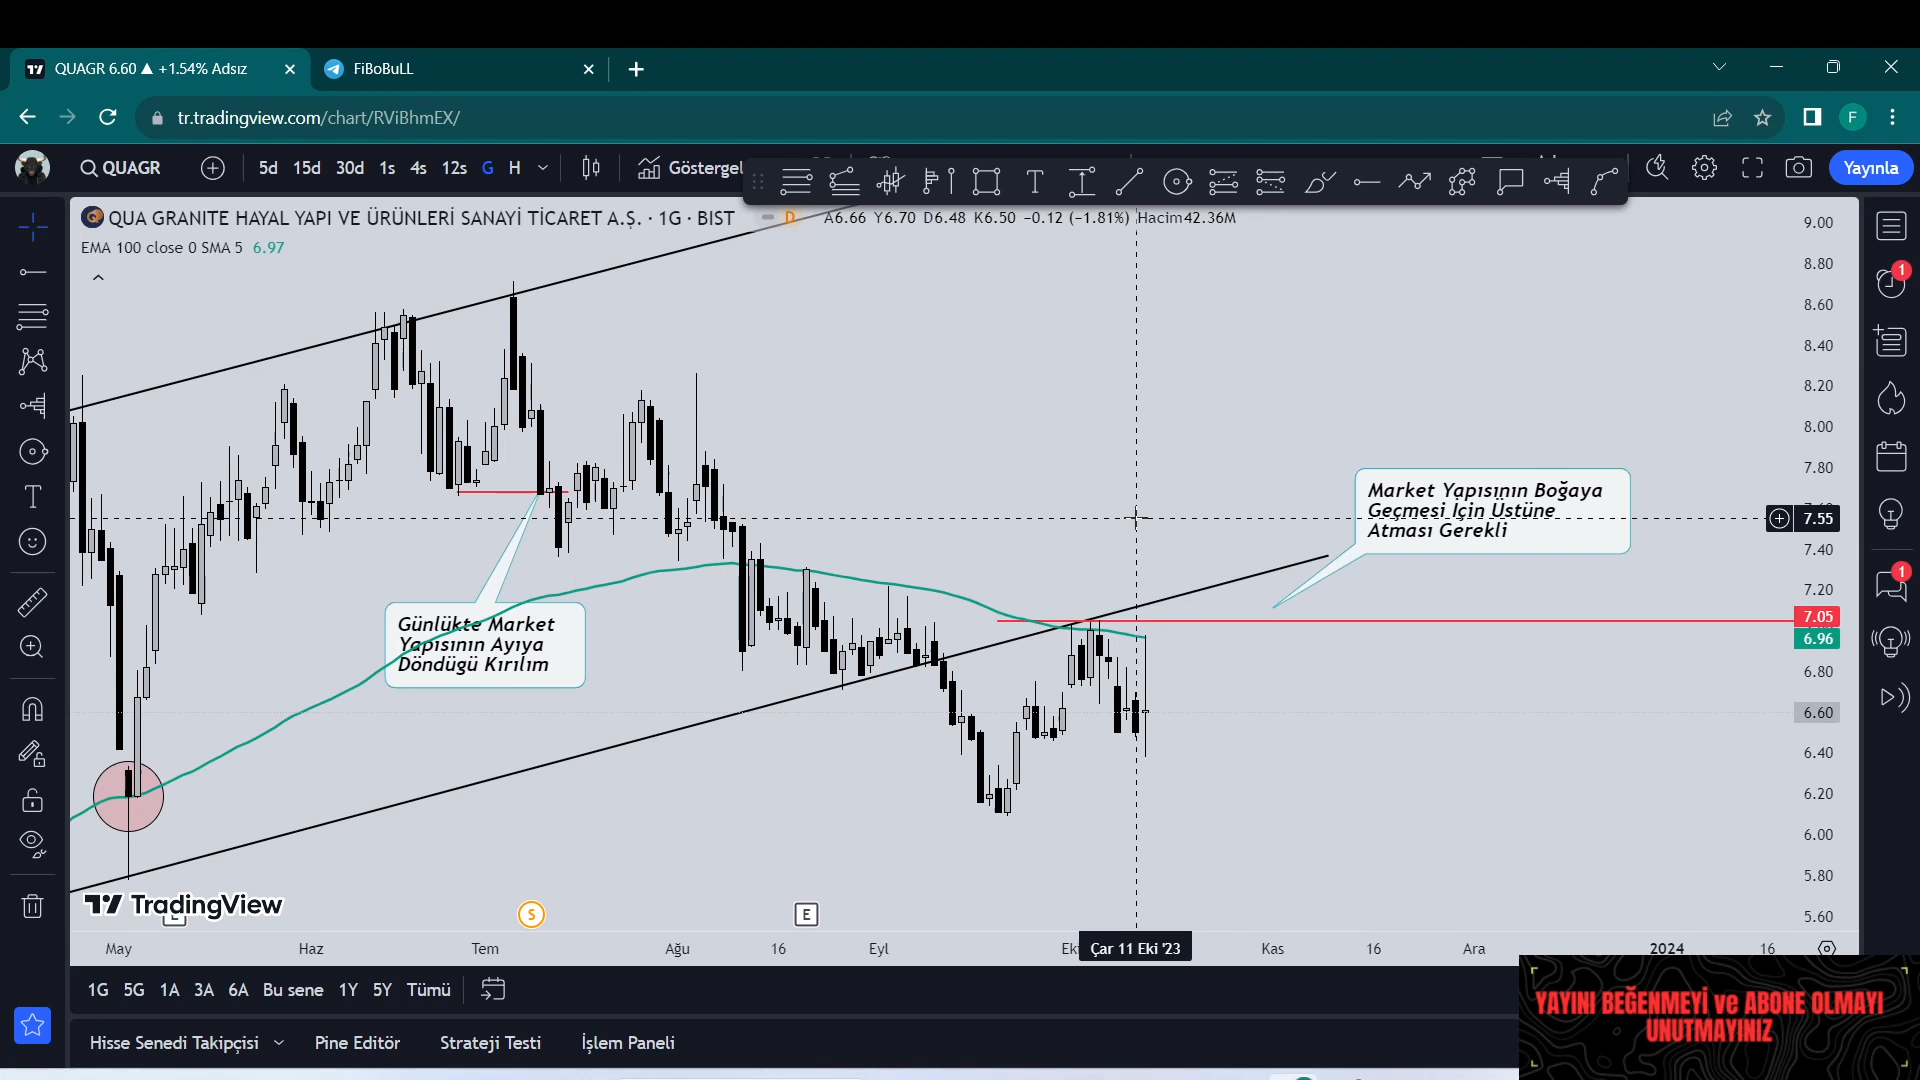 QUAGR 6.60 ▲ +1.54% Adsız
FiBoBuLL
tr.tradingview.com/chart/RViBhmEX/
F
QUAGR
5d 15d 30d 1s 4s 12s G H
Göstergel
Yayınla
QUA GRANITE HAYAL YAPI VE ÜRÜNLERİ SANAYİ TİCARET A.Ş. · 1G · BIST
D
A6.66 Y6.70 D6.48 K6.50 −0.12 (−1.81%) Hacim42.36M
EMA 100 close 0 SMA 5 6.97
9.00
8.80
8.60
8.40
8.20
8.00
7.80
7.55
7.40
7.20
7.05
6.96
6.80
6.60
6.40
6.20
6.00
5.80
5.60
1
1
Market Yapısının Boğaya
Geçmesi İçin Üstüne
Atması Gerekli
Günlükte Market
Yapısının Ayıya
Döndügü Kırılım
TradingView
S
E
May Haz Tem Ağu 16 Eyl Çar 11 Eki '23 Kas 16 Ara 2024 16
1G 5G 1A 3A 6A Bu sene 1Y 5Y Tümü
Hisse Senedi Takipçisi Pine Editör Strateji Testi İşlem Paneli
YAYINI BEĞENMEYİ ve ABONE OLMAYI
UNUTMAYINIZ